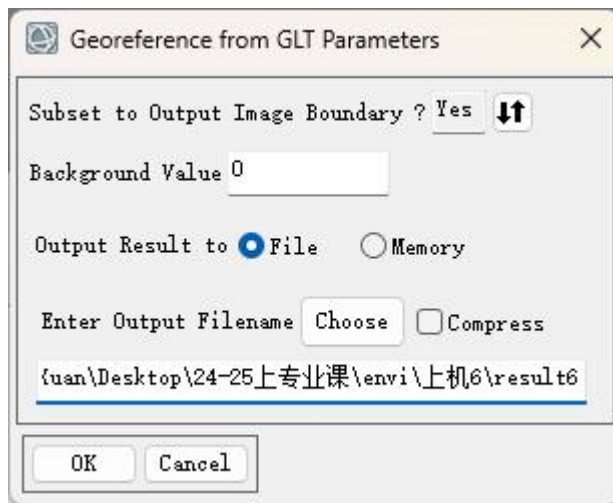 Georeference from GLT Parameters
Subset to Output Image Boundary ? Yes
Background Value 0
Output Result to File Memory
Enter Output Filename Choose Compress
uan\Desktop\24-25上专业课\envi\上机6\result6
OK Cancel